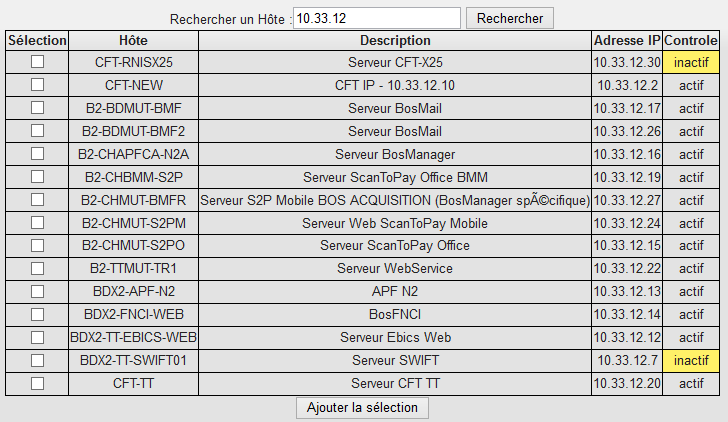 Rechercher un Hôte : 10.33.12 Rechercher
Sélection Hôte Description Adresse IP Controle
CFT-RNISX25 Serveur CFT-X25 10.33.12.30 inactif
CFT-NEW CFT IP - 10.33.12.10 10.33.12.2 actif
B2-BDMUT-BMF Serveur BosMail 10.33.12.17 actif
B2-BDMUT-BMF2 Serveur BosMail 10.33.12.26 actif
B2-CHAPFCA-N2A Serveur BosManager 10.33.12.16 actif
B2-CHBMM-S2P Serveur ScanToPay Office BMM 10.33.12.19 actif
B2-CHMUT-BMFR Serveur S2P Mobile BOS ACQUISITION (BosManager spÃ©cifique) 10.33.12.27 actif
B2-CHMUT-S2PM Serveur Web ScanToPay Mobile 10.33.12.24 actif
B2-CHMUT-S2PO Serveur ScanToPay Office 10.33.12.15 actif
B2-TTMUT-TR1 Serveur WebService 10.33.12.22 actif
BDX2-APF-N2 APF N2 10.33.12.13 actif
BDX2-FNCI-WEB BosFNCI 10.33.12.14 actif
BDX2-TT-EBICS-WEB Serveur Ebics Web 10.33.12.12 actif
BDX2-TT-SWIFT01 Serveur SWIFT 10.33.12.7 inactif
CFT-TT Serveur CFT TT 10.33.12.20 actif
Ajouter la sélection